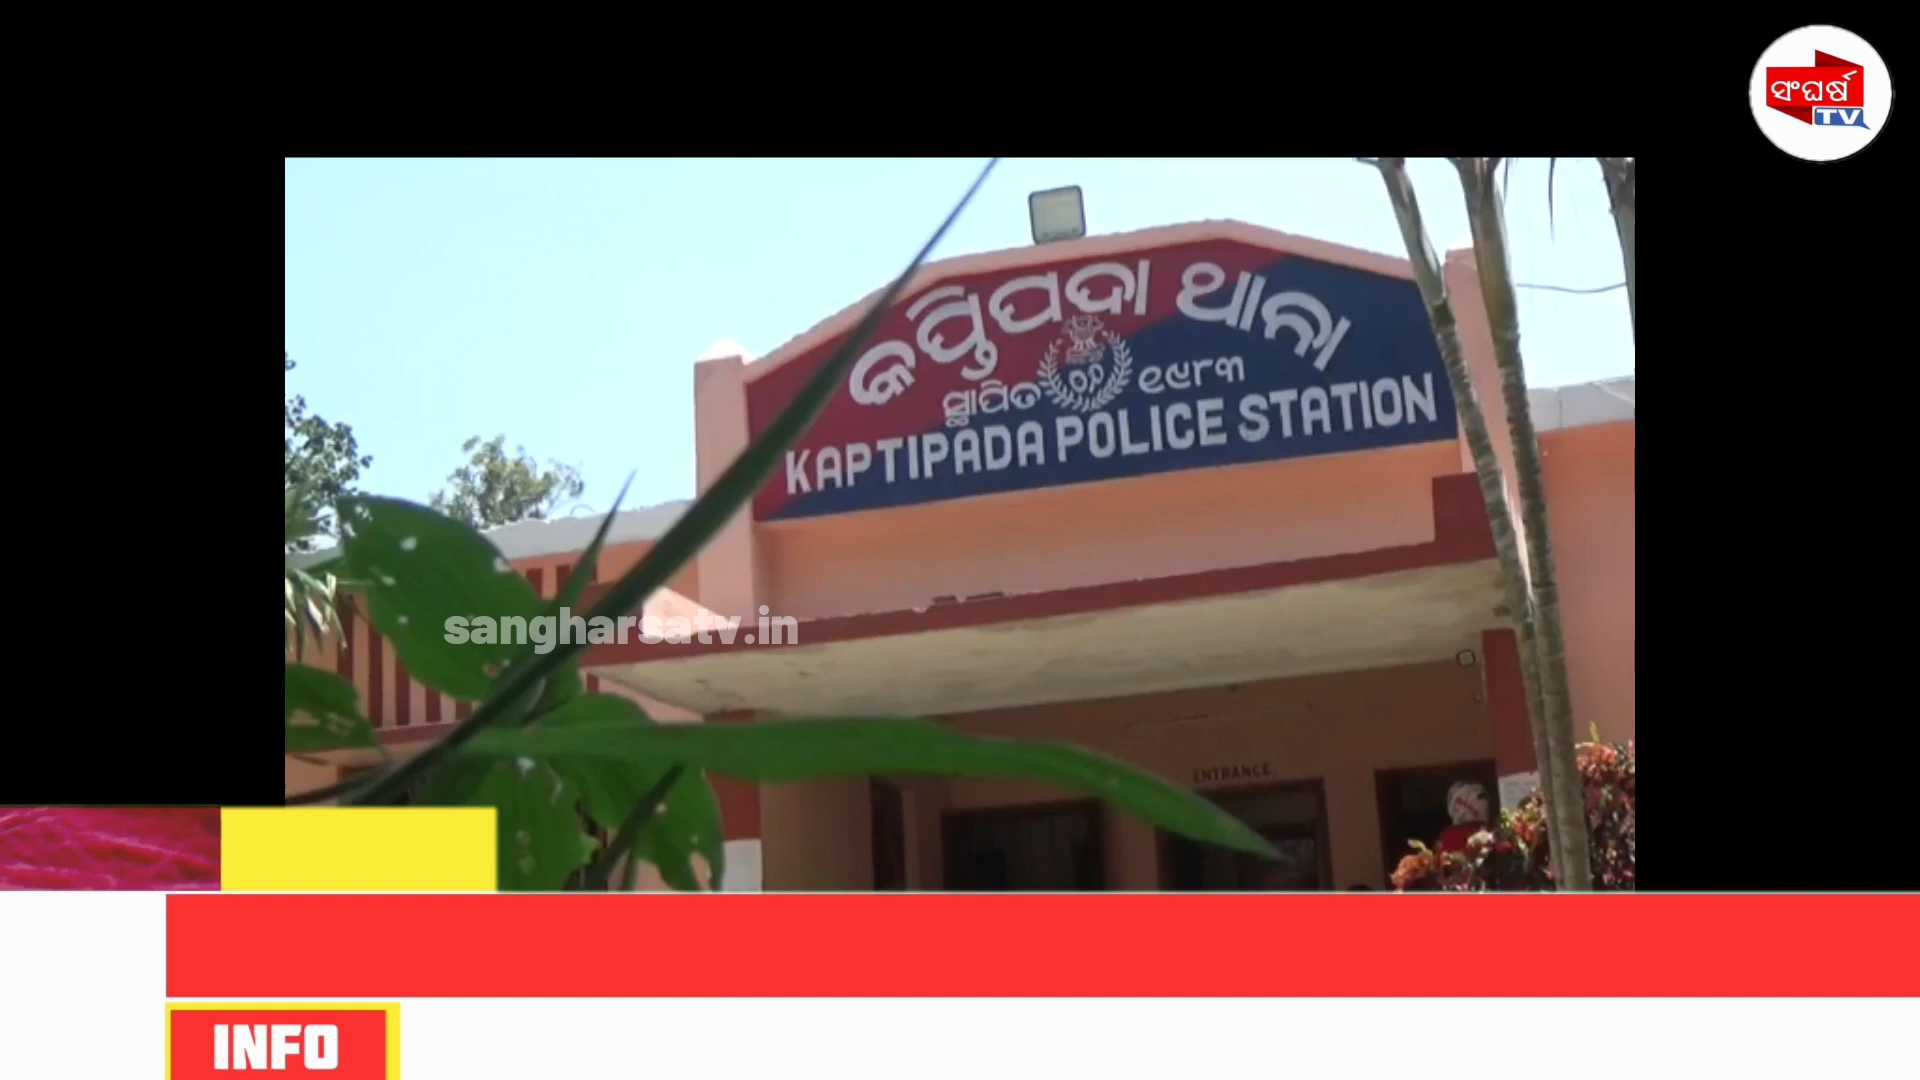 ସଂଘର୍ଷ
TV
କପ୍ତିପଦା ଥାନା
ସ୍ଥାପିତ ୧୯୮୩
KAPTIPADA POLICE STATION
sangharsatv.in
ENTRANCE
INFO